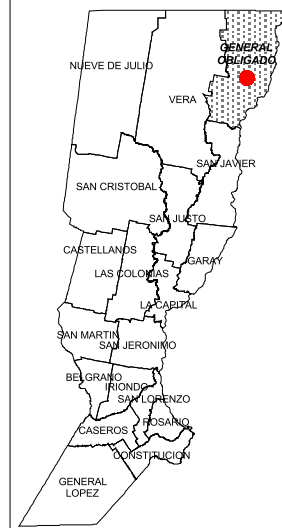 GENERAL
OBLIGADO
NUEVE DE JULIO
VERA
SAN JAVIER
SAN CRISTOBAL
SAN JUSTO
CASTELLANOS
GARAY
LAS COLONIAS
LA CAPITAL
SAN MARTIN
SAN JERONIMO
BELGRANO
IRIONDO
SAN LORENZO
ROSARIO
CASEROS
CONSTITUCION
GENERAL
LOPEZ